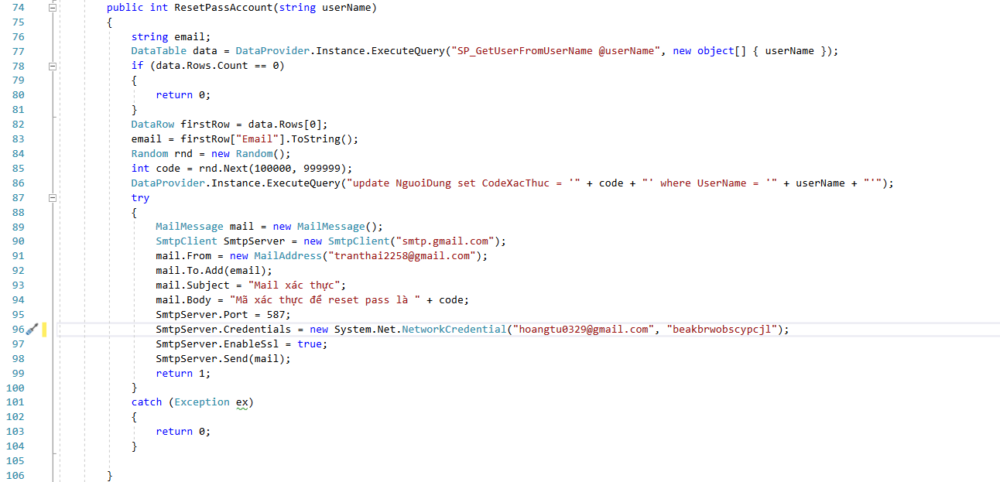 74 public int ResetPassAccount(string userName)
75 {
76 string email;
77 DataTable data = DataProvider.Instance.ExecuteQuery("SP_GetUserFromUserName @userName", new object[] { userName });
78 if (data.Rows.Count == 0)
79 {
80 return 0;
81 }
82 DataRow firstRow = data.Rows[0];
83 email = firstRow["Email"].ToString();
84 Random rnd = new Random();
85 int code = rnd.Next(100000, 999999);
86 DataProvider.Instance.ExecuteQuery("update NguoiDung set CodeXacThuc = '" + code + "' where UserName = '" + userName + "'");
87 try
88 {
89 MailMessage mail = new MailMessage();
90 SmtpClient SmtpServer = new SmtpClient("smtp.gmail.com");
91 mail.From = new MailAddress("tranthai2258@gmail.com");
92 mail.To.Add(email);
93 mail.Subject = "Mail xác thực";
94 mail.Body = "Mã xác thực để reset pass là " + code;
95 SmtpServer.Port = 587;
96 SmtpServer.Credentials = new System.Net.NetworkCredential("hoangtu0329@gmail.com", "beakbrwobscypcjl");
97 SmtpServer.EnableSsl = true;
98 SmtpServer.Send(mail);
99 return 1;
100 }
101 catch (Exception ex)
102 {
103 return 0;
104 }
105
106 }